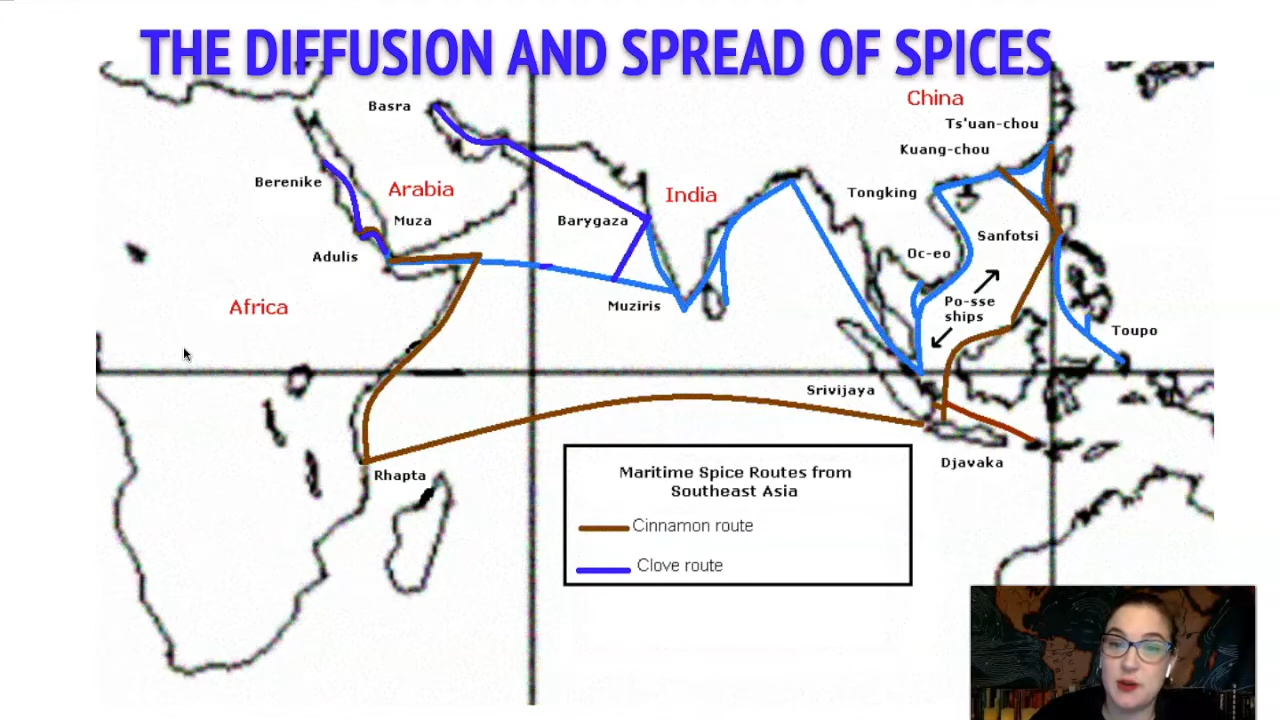 THE DIFFUSION AND SPREAD OF SPICES
China
Basra
Ts'uan-chou
Kuang-chou
Berenike
Arabia
India
Tongking
Muza
Barygaza
Sanfotsi
Adulis
Oc-eo
Africa
Muziris
Po-sse
ships
Toupo
Srivijaya
Djavaka
Rhapta
Maritime Spice Routes from
Southeast Asia
Cinnamon route
Clove route